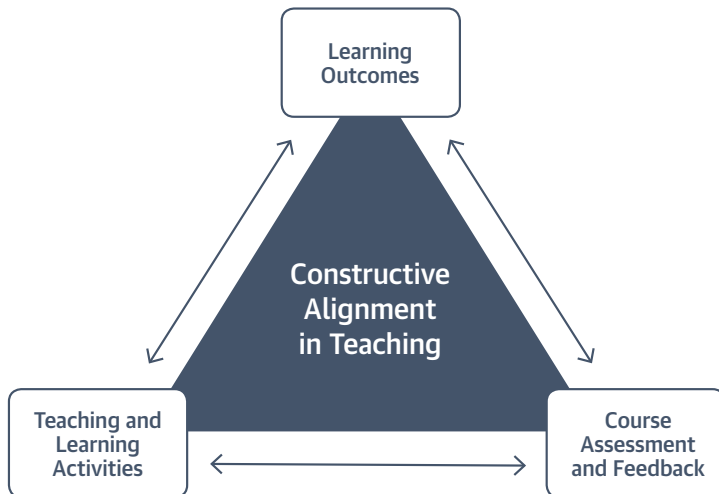 Learning
Outcomes
Constructive
Alignment
in Teaching
Teaching and
Learning
Activities
Course
Assessment
and Feedback